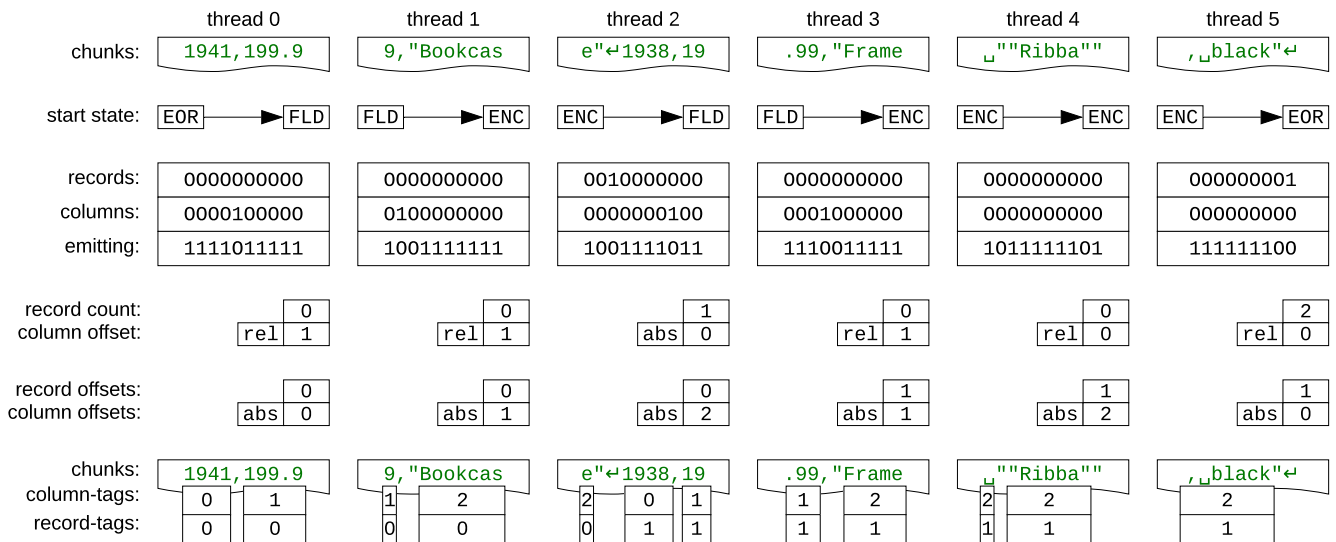 thread 0 thread 1 thread 2 thread 3 thread 4 thread 5
chunks: 1941,199.9 9,"Bookcas e"↵1938,19 .99,"Frame ␣""Ribba"" ,␣black"↵
start state: EOR FLD FLD ENC ENC FLD FLD ENC ENC ENC ENC EOR
records: 0000000000 0000000000 0010000000 0000000000 0000000000 000000001
columns: 0000100000 0100000000 0000000100 0001000000 0000000000 000000000
emitting: 1111011111 1001111111 1001111011 1110011111 1011111101 111111100
record count: 0 0 1 0 0 2
column offset: rel 1 rel 1 abs 0 rel 1 rel 0 rel 0
record offsets: 0 0 0 1 1 1
column offsets: abs 0 abs 1 abs 2 abs 1 abs 2 abs 0
chunks: 1941,199.9 9,"Bookcas e"↵1938,19 .99,"Frame ␣""Ribba"" ,␣black"↵
column-tags: 0 1 1 2 2 0 1 1 2 2 2 2
record-tags: 0 0 0 0 0 1 1 1 1 1 1 1